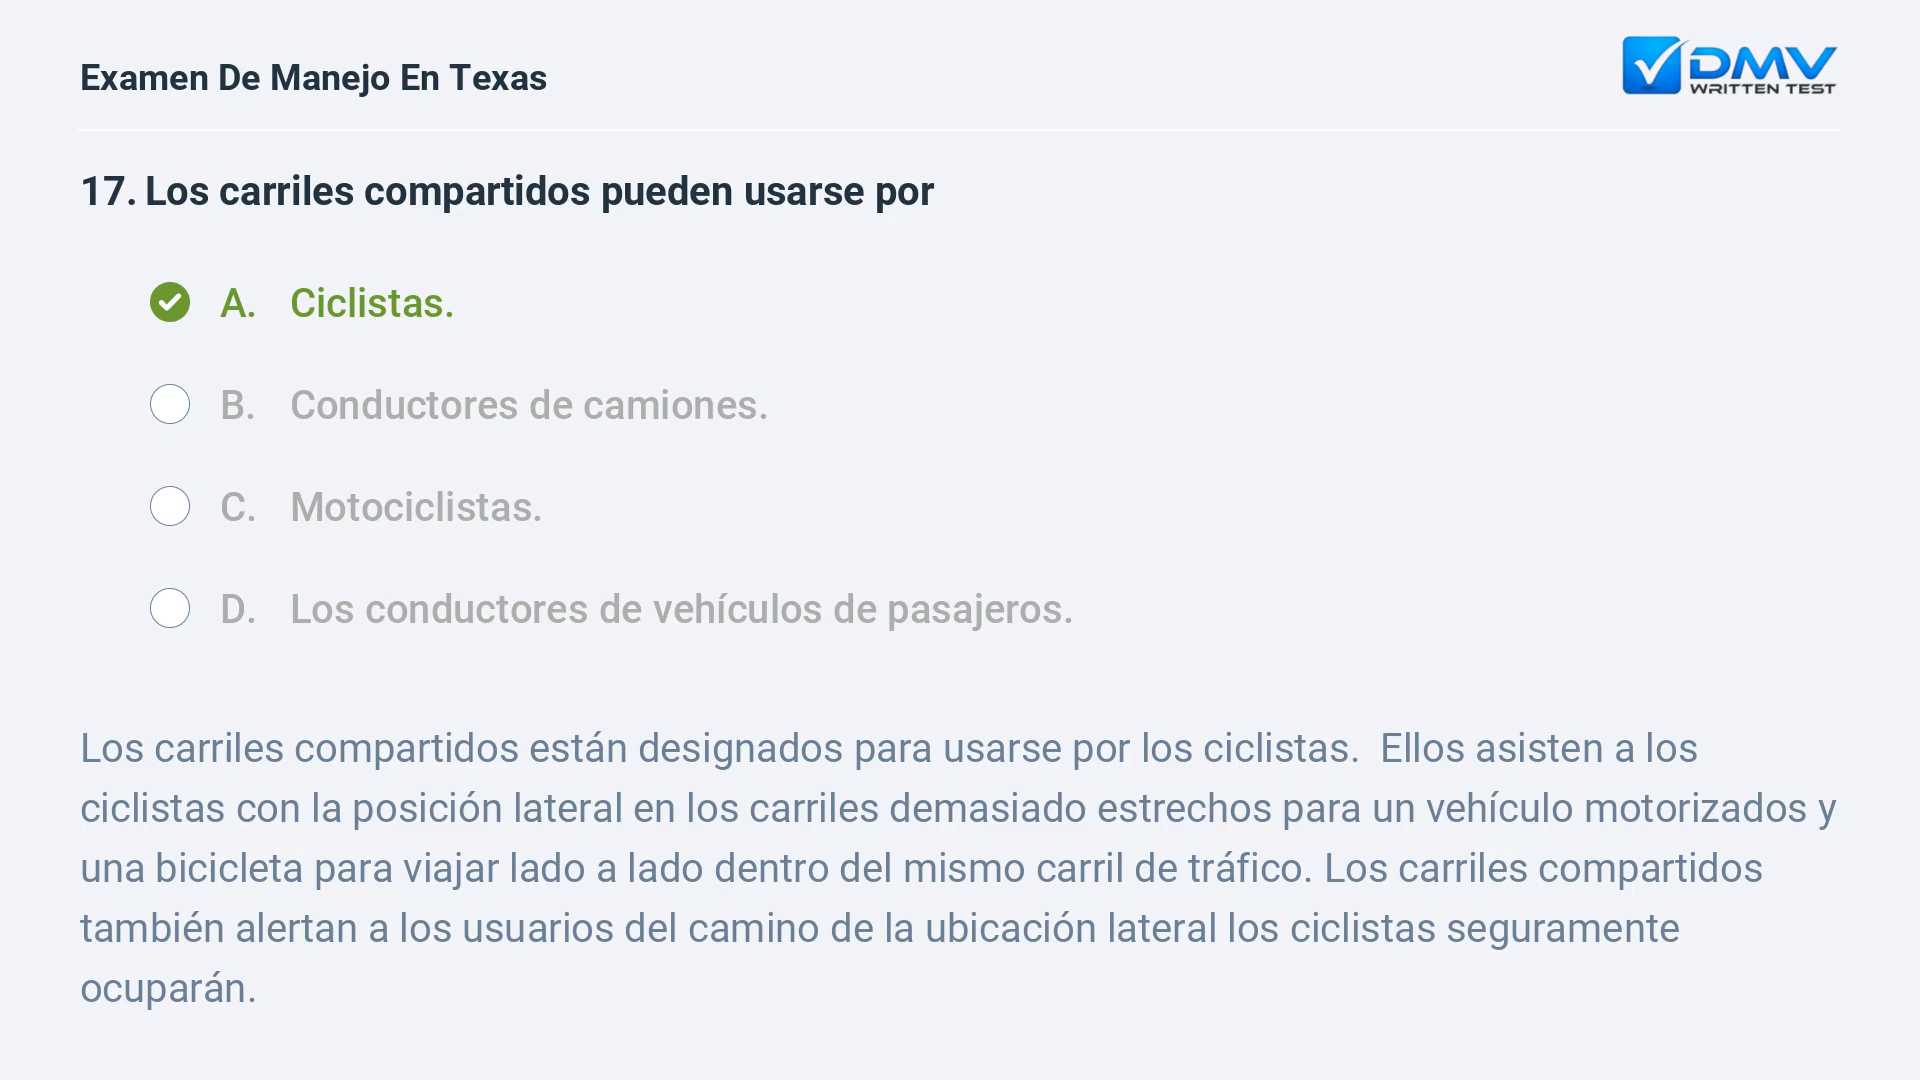 Examen De Manejo En Texas
DMV
WRITTEN TEST
17. Los carriles compartidos pueden usarse por
A. Ciclistas.
B. Conductores de camiones.
C. Motociclistas.
D. Los conductores de vehículos de pasajeros.
Los carriles compartidos están designados para usarse por los ciclistas.  Ellos asisten a los
ciclistas con la posición lateral en los carriles demasiado estrechos para un vehículo motorizados y
una bicicleta para viajar lado a lado dentro del mismo carril de tráfico. Los carriles compartidos
también alertan a los usuarios del camino de la ubicación lateral los ciclistas seguramente
ocuparán.